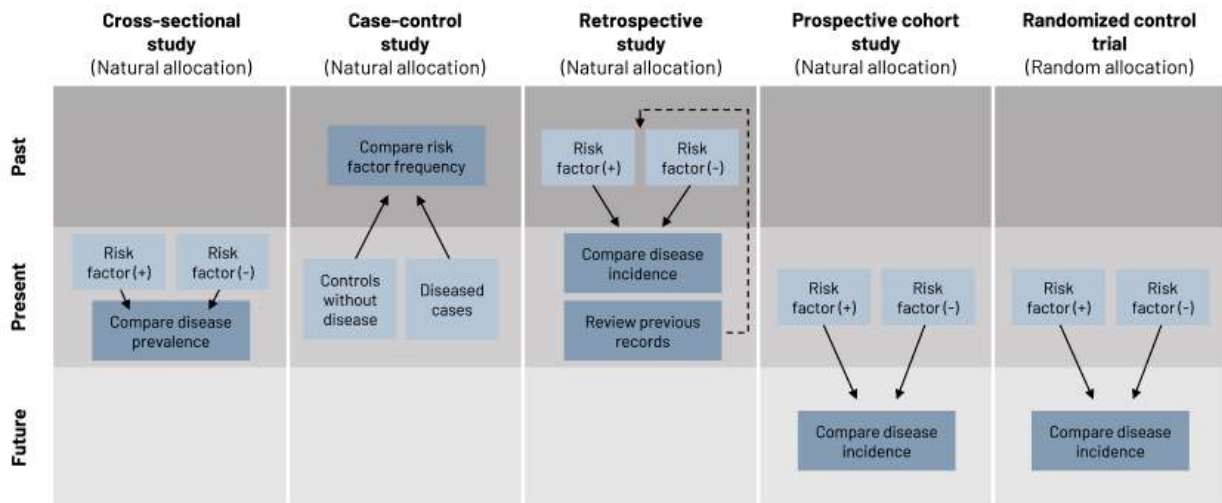 Cross-sectional
study
(Natural allocation)
Case-control
study
(Natural allocation)
Retrospective
study
(Natural allocation)
Prospective cohort
study
(Natural allocation)
Randomized control
trial
(Random allocation)
Past
Compare risk
factor frequency
Risk
factor (+)
Risk
factor (-)
Present
Risk
factor (+)
Risk
factor (-)
Compare disease
prevalence
Controls
without
disease
Diseased
cases
Compare disease
incidence
Review previous
records
Risk
factor (+)
Risk
factor (-)
Risk
factor (+)
Risk
factor (-)
Future
Compare disease
incidence
Compare disease
incidence